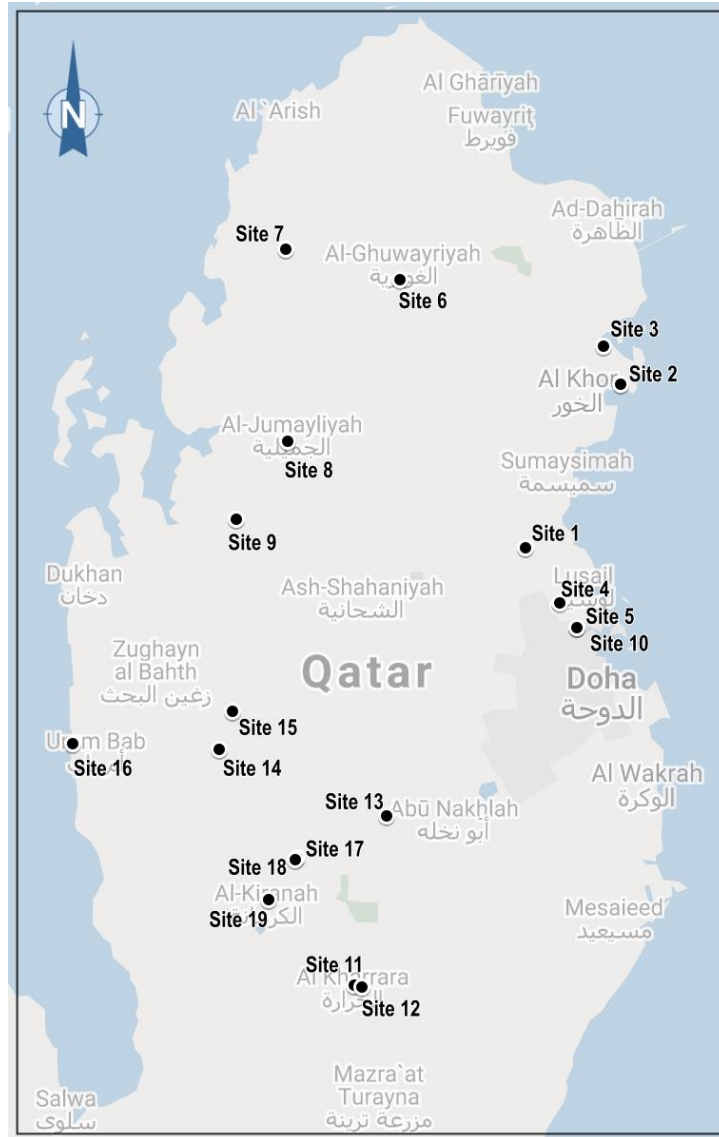 N
Al Ghārīyah
Al `Arish
Fuwayriţ
فويرط
Ad-Dahirah
الظاهرة
Site 7
Al-Ghuwayriyah
الغويرية
Site 6
Site 3
Al Khor
الخور
Site 2
Al-Jumayliyah
الجميلية
Site 8
Sumaysimah
سميسمة
Site 9
Site 1
Dukhan
دخان
Ash-Shahaniyah
الشحانية
Lusail
Site 4
Site 5
Site 10
Zughayn
al Bahth
زغين البحث
Qatar
Doha
الدوحة
Site 15
Site 16
Site 14
Al Wakrah
الوكرة
Site 13
Abū Nakhlah
أبو نخله
Site 17
Site 18
Al-Kiranah
Site 19
Mesaieed
مسيعيد
Site 11
Al Kharrara
الخرارة
Site 12
Mazra`at
Turayna
مزرعة ترينة
Salwa
سلوى